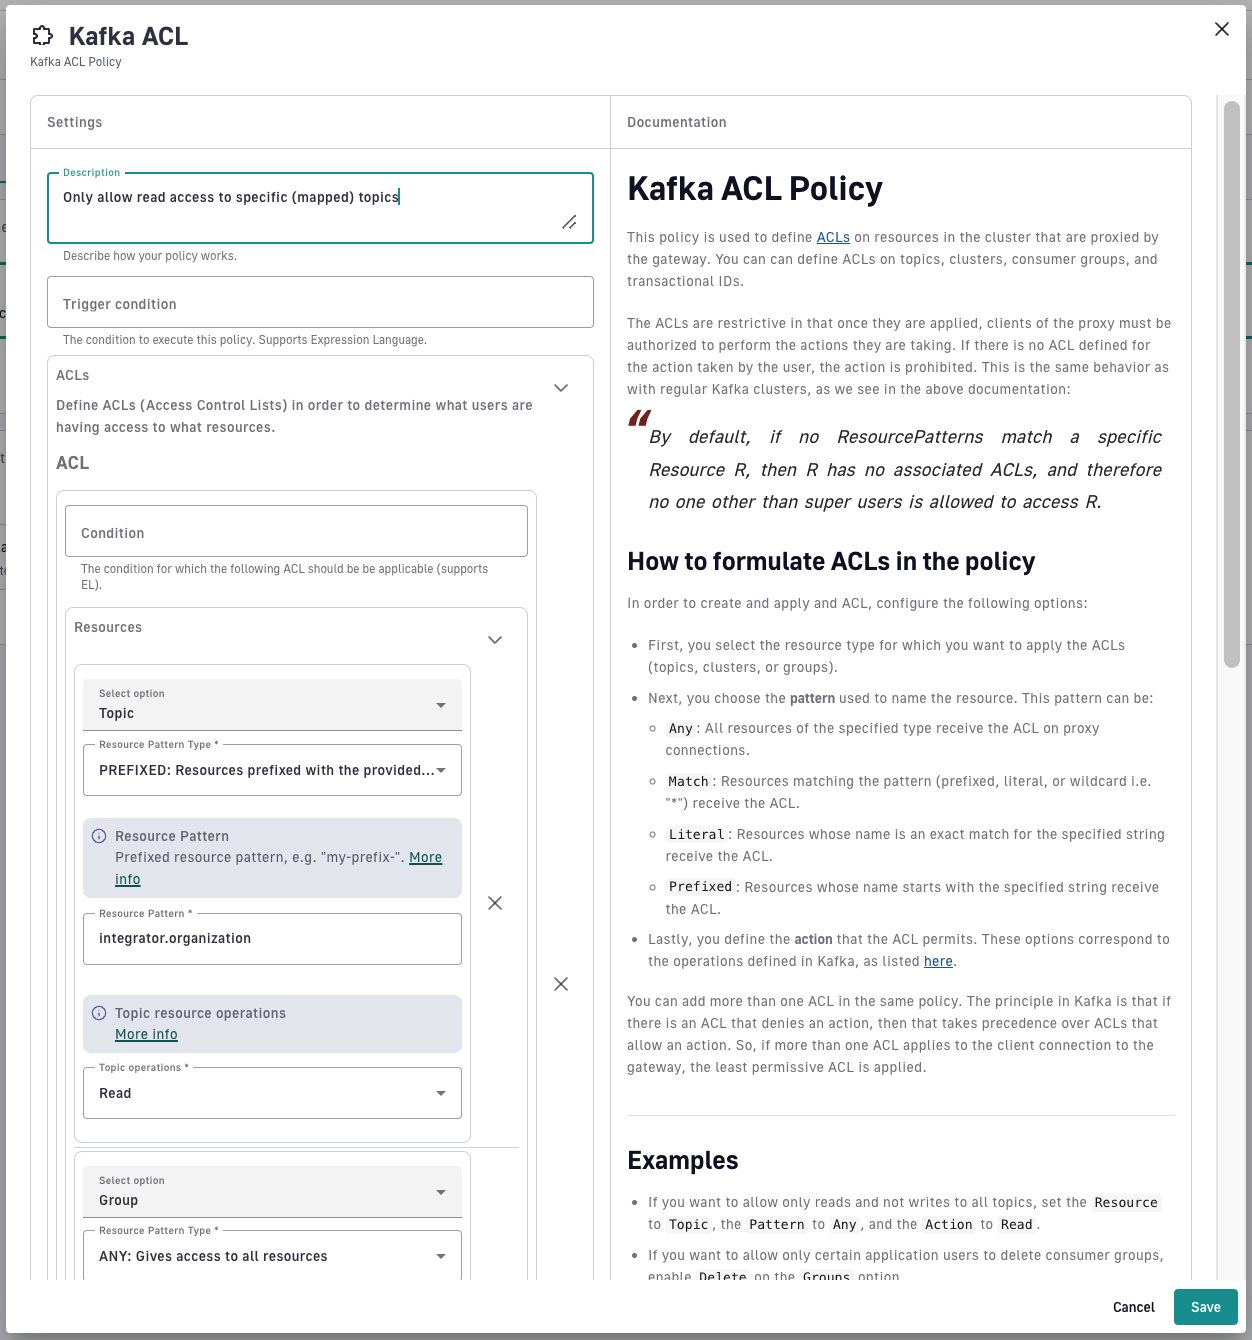 Kafka ACL
Kafka ACL Policy
Settings
Description
Only allow read access to specific (mapped) topics
Describe how your policy works.
Trigger condition
The condition to execute this policy. Supports Expression Language.
ACLs
Define ACLs (Access Control Lists) in order to determine what users are
having access to what resources.
ACL
Condition
The condition for which the following ACL should be be applicable (supports
EL).
Resources
Select option
Topic
Resource Pattern Type *
PREFIXED: Resources prefixed with the provided...
Resource Pattern
Prefixed resource pattern, e.g. "my-prefix-". More
info
Resource Pattern *
integrator.organization
Topic resource operations
More info
Topic operations *
Read
Select option
Group
Resource Pattern Type *
ANY: Gives access to all resources
Documentation
Kafka ACL Policy
This policy is used to define ACLs on resources in the cluster that are proxied by
the gateway. You can can define ACLs on topics, clusters, consumer groups, and
transactional IDs.
The ACLs are restrictive in that once they are applied, clients of the proxy must be
authorized to perform the actions they are taking. If there is no ACL defined for
the action taken by the user, the action is prohibited. This is the same behavior as
with regular Kafka clusters, as we see in the above documentation:
“
By default, if no ResourcePatterns match a specific
Resource R, then R has no associated ACLs, and therefore
no one other than super users is allowed to access R.
How to formulate ACLs in the policy
In order to create and apply and ACL, configure the following options:
• First, you select the resource type for which you want to apply the ACLs
(topics, clusters, or groups).
• Next, you choose the pattern used to name the resource. This pattern can be:
◦ Any: All resources of the specified type receive the ACL on proxy
connections.
◦ Match: Resources matching the pattern (prefixed, literal, or wildcard i.e.
"*") receive the ACL.
◦ Literal: Resources whose name is an exact match for the specified string
receive the ACL.
◦ Prefixed: Resources whose name starts with the specified string receive
the ACL.
• Lastly, you define the action that the ACL permits. These options correspond to
the operations defined in Kafka, as listed here.
You can add more than one ACL in the same policy. The principle in Kafka is that if
there is an ACL that denies an action, then that takes precedence over ACLs that
allow an action. So, if more than one ACL applies to the client connection to the
gateway, the least permissive ACL is applied.
Examples
• If you want to allow only reads and not writes to all topics, set the Resource
to Topic, the Pattern to Any, and the Action to Read.
• If you want to allow only certain application users to delete consumer groups,
enable Delete on the Groups option
Cancel
Save